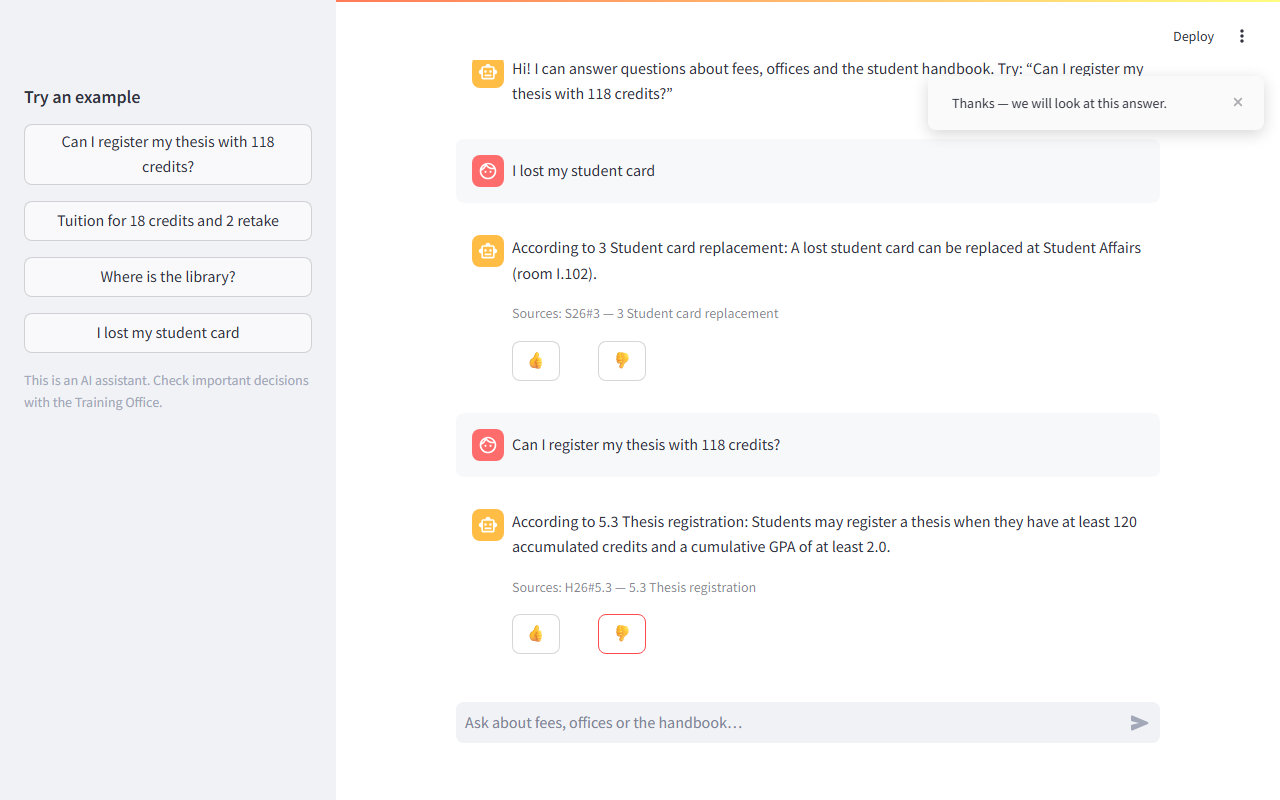 Deploy
Try an example
Can I register my thesis with 118
credits?
Tuition for 18 credits and 2 retake
Where is the library?
I lost my student card
This is an AI assistant. Check important decisions
with the Training Office.
Hi! I can answer questions about fees, offices and the student handbook. Try: “Can I register my
thesis with 118 credits?”
Thanks — we will look at this answer.
I lost my student card
According to 3 Student card replacement: A lost student card can be replaced at Student Affairs
(room I.102).
Sources: S26#3 — 3 Student card replacement
Can I register my thesis with 118 credits?
According to 5.3 Thesis registration: Students may register a thesis when they have at least 120
accumulated credits and a cumulative GPA of at least 2.0.
Sources: H26#5.3 — 5.3 Thesis registration
Ask about fees, offices or the handbook…